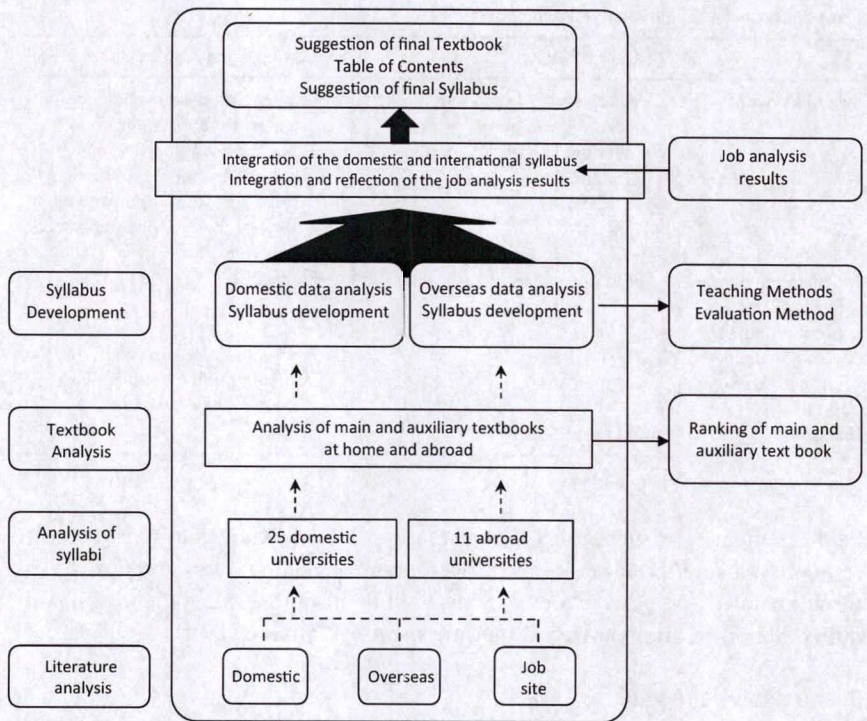 Suggestion of final Textbook
Table of Contents
Suggestion of final Syllabus
Integration of the domestic and international syllabus
Integration and reflection of the job analysis results
Job analysis
results
Syllabus
Development
Domestic data analysis
Syllabus development
Overseas data analysis
Syllabus development
Teaching Methods
Evaluation Method
Textbook
Analysis
Analysis of main and auxiliary textbooks
at home and abroad
Ranking of main and
auxiliary text book
Analysis of
syllabi
25 domestic
universities
11 abroad
universities
Literature
analysis
Domestic
Overseas
Job
site